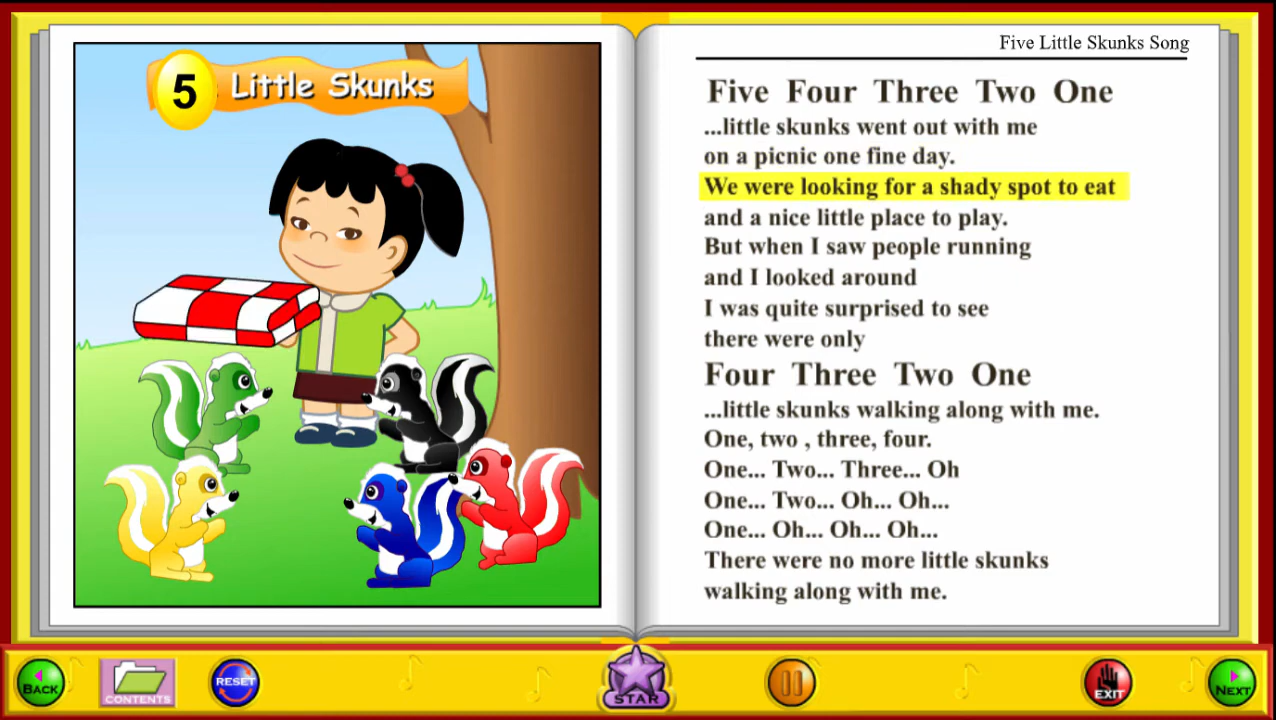 5 Little Skunks
Five Little Skunks Song
Five Four Three Two One
...little skunks went out with me
on a picnic one fine day.
We were looking for a shady spot to eat
and a nice little place to play.
But when I saw people running
and I looked around
I was quite surprised to see
there were only
Four Three Two One
...little skunks walking along with me.
One, two , three, four.
One... Two... Three... Oh
One... Two... Oh... Oh...
One... Oh... Oh... Oh...
There were no more little skunks
walking along with me.
BACK
CONTENTS
RESET
STAR
EXIT
NEXT